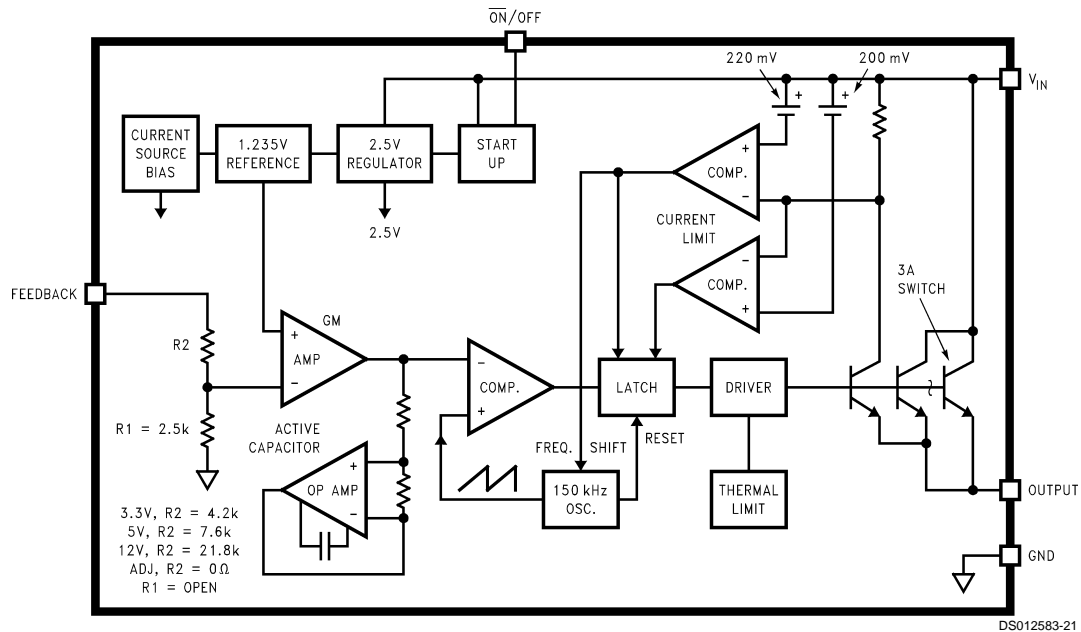 ON/OFF
220 mV
200 mV
VIN
CURRENT
SOURCE
BIAS
1.235V
REFERENCE
2.5V
REGULATOR
START
UP
+
+
+
COMP.
−
2.5V
CURRENT
LIMIT
−
COMP.
+
3A
SWITCH
FEEDBACK
GM
R2
+
AMP
−
−
COMP.
+
LATCH
DRIVER
R1 = 2.5k
ACTIVE
CAPACITOR
FREQ. SHIFT
RESET
+
OP AMP
−
150 kHz
OSC.
THERMAL
LIMIT
OUTPUT
3.3V, R2 = 4.2k
5V, R2 = 7.6k
12V, R2 = 21.8k
ADJ, R2 = 0Ω
R1 = OPEN
GND
DS012583-21